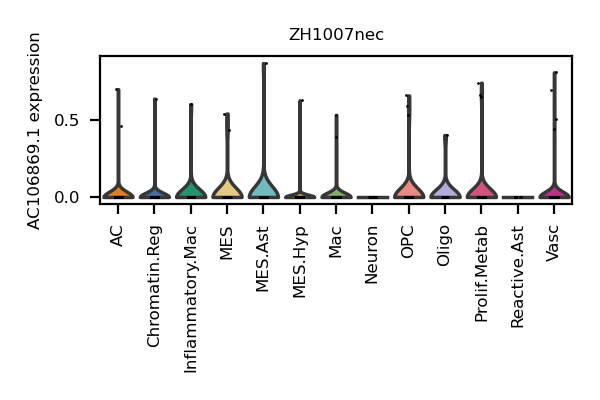 ZH1007nec
AC106869.1 expression
0.5
0.0
AC
Chromatin.Reg
Inflammatory.Mac
MES
MES.Ast
MES.Hyp
Mac
Neuron
OPC
Oligo
Prolif.Metab
Reactive.Ast
Vasc